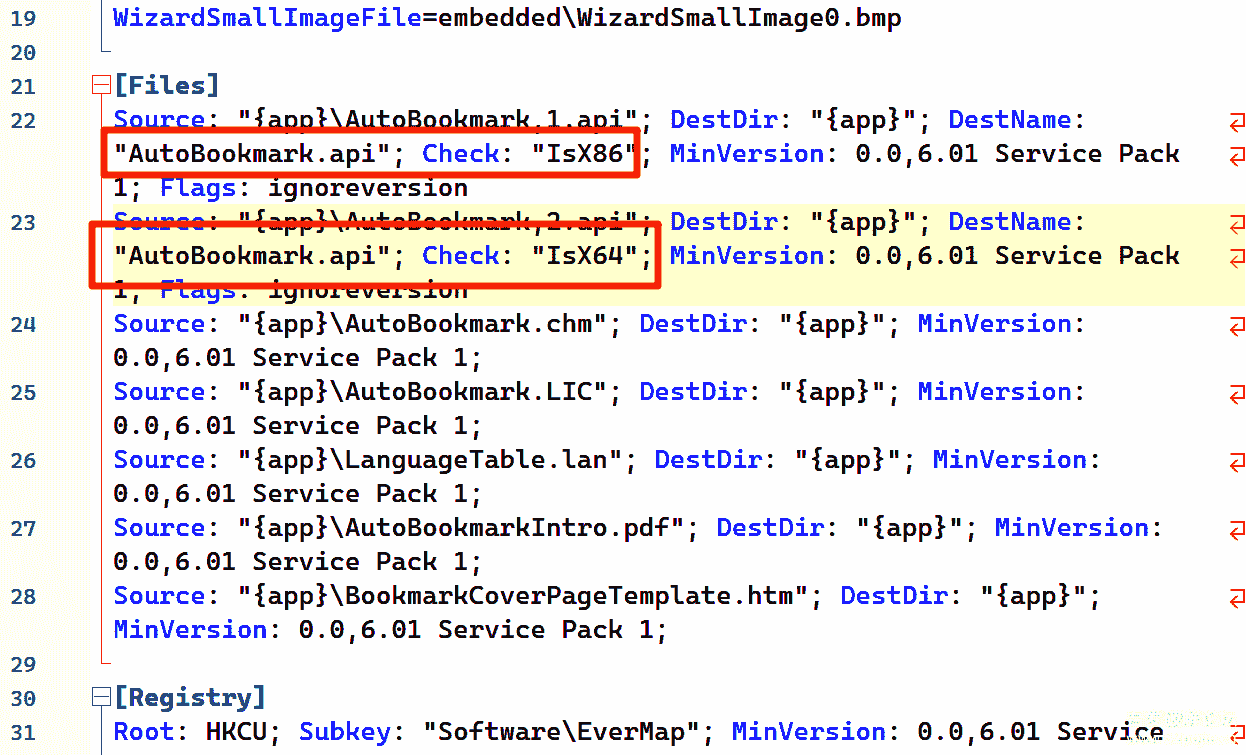 19 WizardSmallImageFile=embedded\WizardSmallImage0.bmp
20
21 [Files]
22 Source: "{app}\AutoBookmark,1.api"; DestDir: "{app}"; DestName:
"AutoBookmark.api"; Check: "IsX86"; MinVersion: 0.0,6.01 Service Pack
1; Flags: ignoreversion
23 Source: "{app}\AutoBookmark,2.api"; DestDir: "{app}"; DestName:
"AutoBookmark.api"; Check: "IsX64"; MinVersion: 0.0,6.01 Service Pack
1; Flags: ignoreversion
24 Source: "{app}\AutoBookmark.chm"; DestDir: "{app}"; MinVersion:
0.0,6.01 Service Pack 1;
25 Source: "{app}\AutoBookmark.LIC"; DestDir: "{app}"; MinVersion:
0.0,6.01 Service Pack 1;
26 Source: "{app}\LanguageTable.lan"; DestDir: "{app}"; MinVersion:
0.0,6.01 Service Pack 1;
27 Source: "{app}\AutoBookmarkIntro.pdf"; DestDir: "{app}"; MinVersion:
0.0,6.01 Service Pack 1;
28 Source: "{app}\BookmarkCoverPageTemplate.htm"; DestDir: "{app}";
MinVersion: 0.0,6.01 Service Pack 1;
29
30 [Registry]
31 Root: HKCU; Subkey: "Software\EverMap"; MinVersion: 0.0,6.01 Service